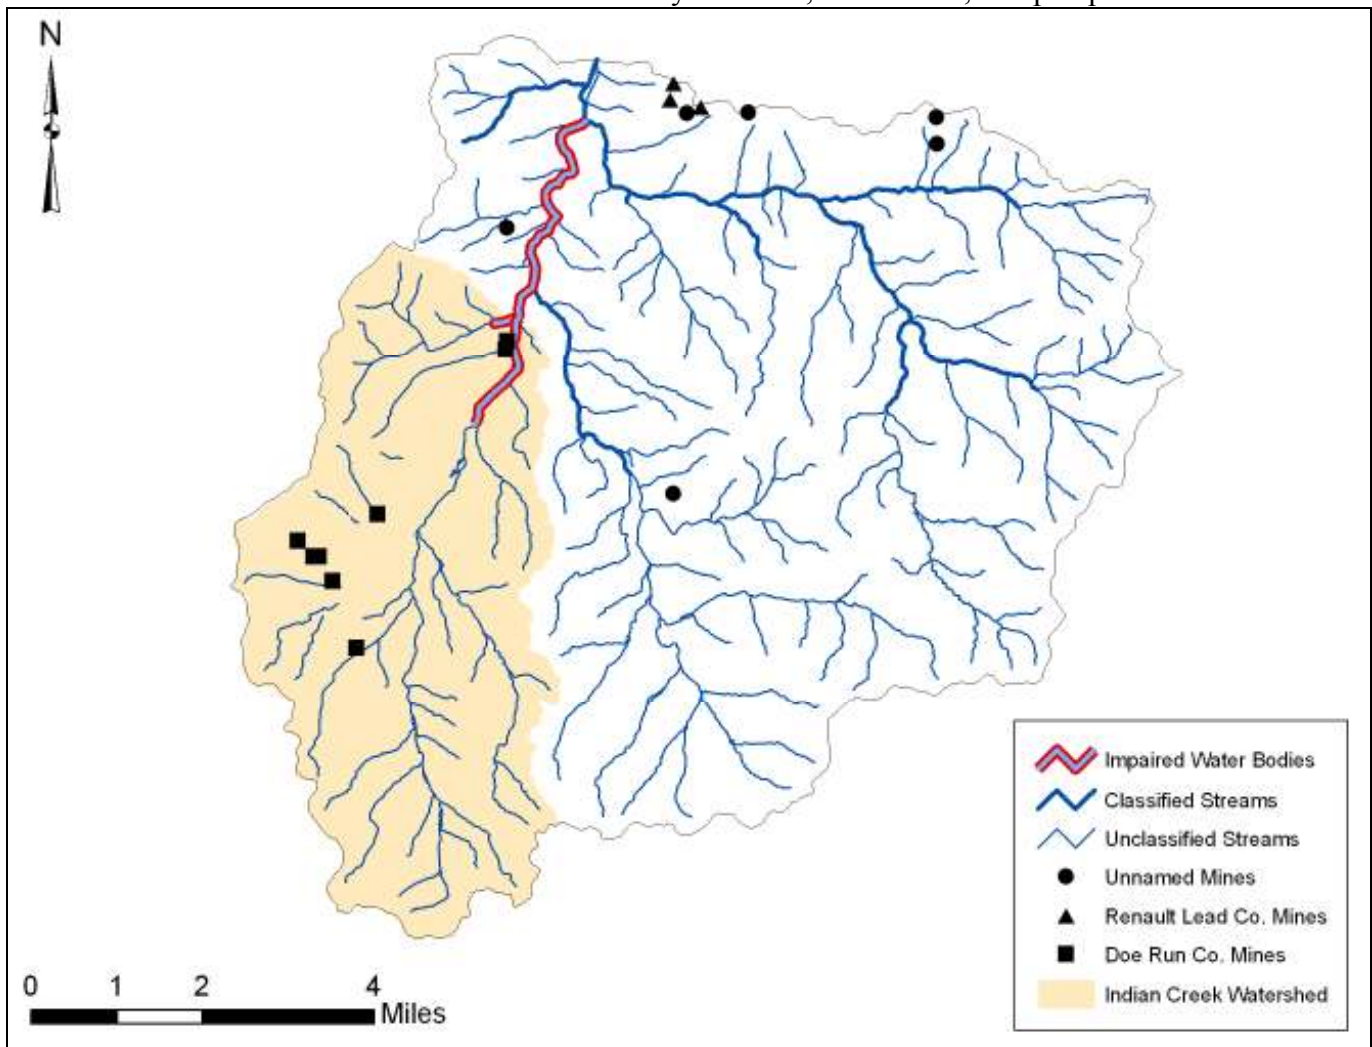 N
Impaired Water Bodies
Classified Streams
Unclassified Streams
Unnamed Mines
Renault Lead Co. Mines
Doe Run Co. Mines
Indian Creek Watershed
0 1 2 4
Miles